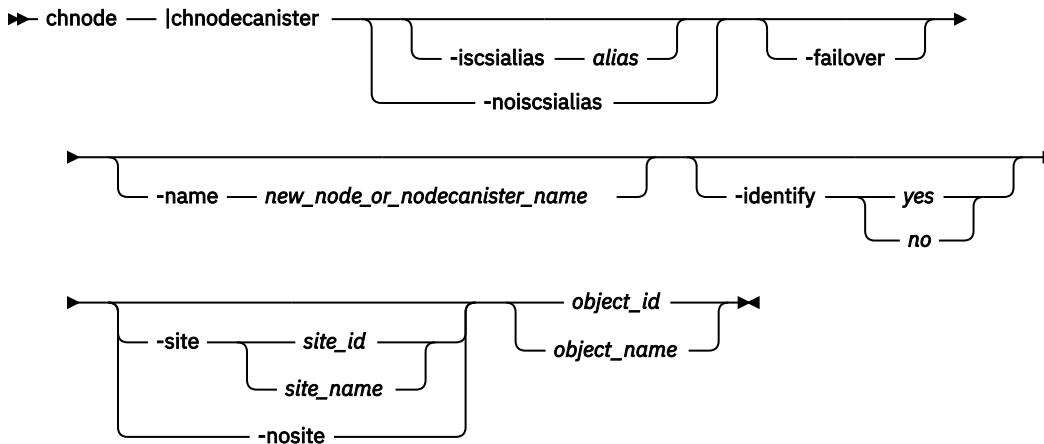 chnode |chnodecanister
-iscsialias alias -failover
-noiscsialias
-name new_node_or_nodecanister_name -identify yes
no
object_id
-site site_id
object_name
site_name
-nosite